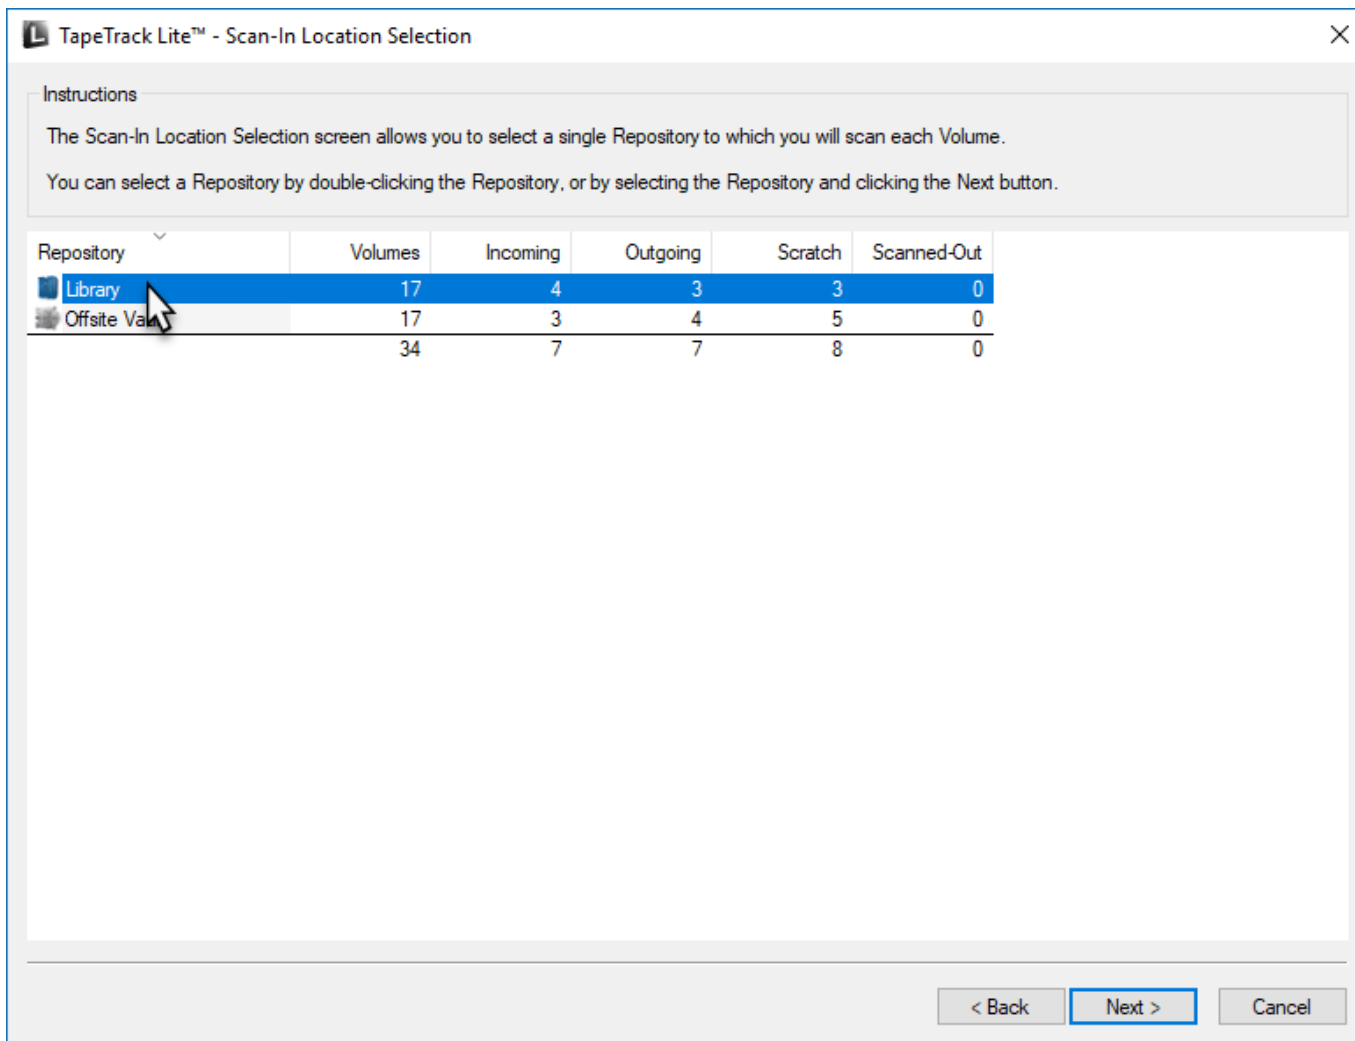 TapeTrack Lite™ - Scan-In Location Selection
Instructions
The Scan-In Location Selection screen allows you to select a single Repository to which you will scan each Volume.
You can select a Repository by double-clicking the Repository, or by selecting the Repository and clicking the Next button.
Repository Volumes Incoming Outgoing Scratch Scanned-Out
Library 17 4 3 3 0
Offsite 17 3 4 5 0
34 7 7 8 0
< Back Next > Cancel